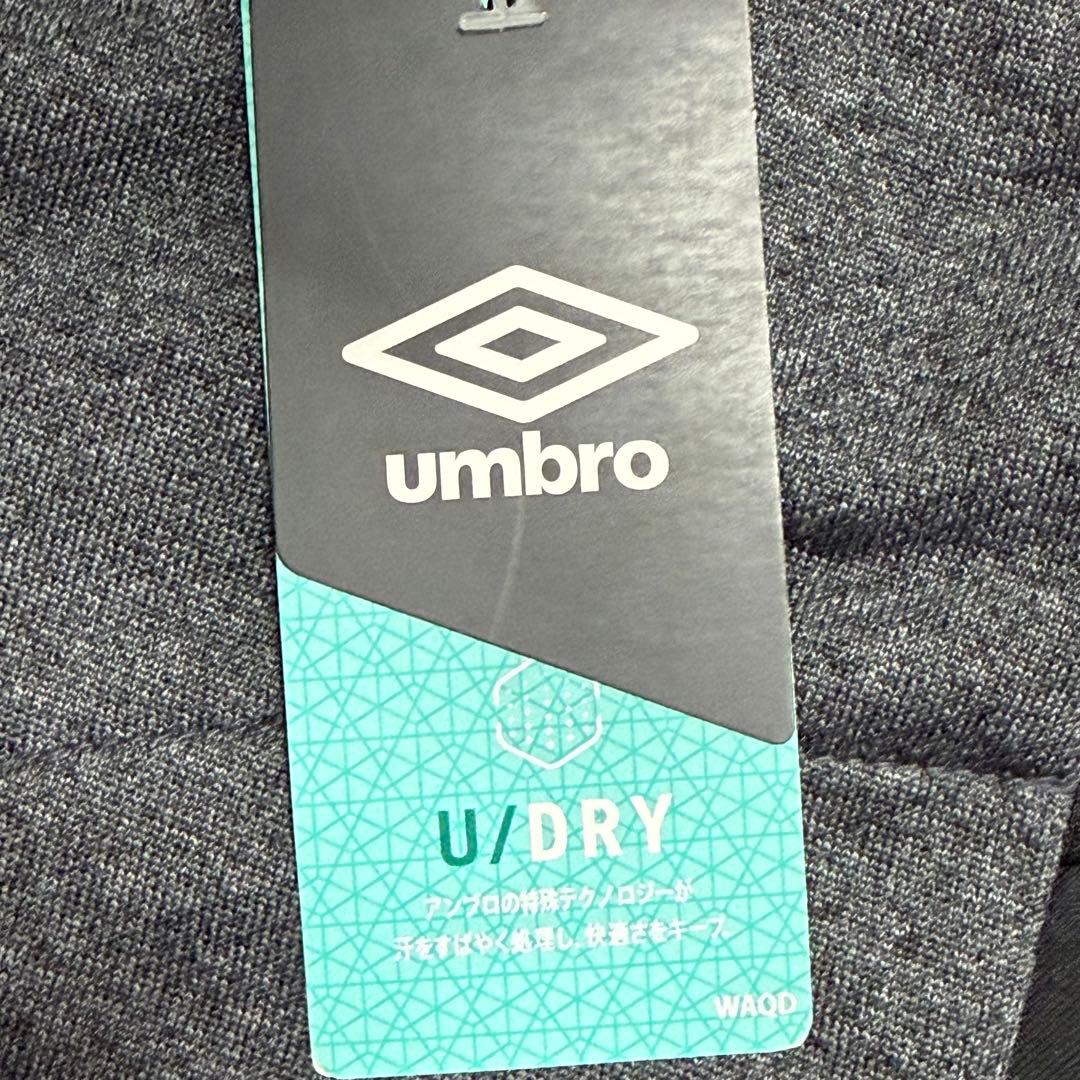 umbro
U/DRY
アンブロの特殊テクノロジーが
汗をすばやく処理し、快適さをキープ。
WAQD